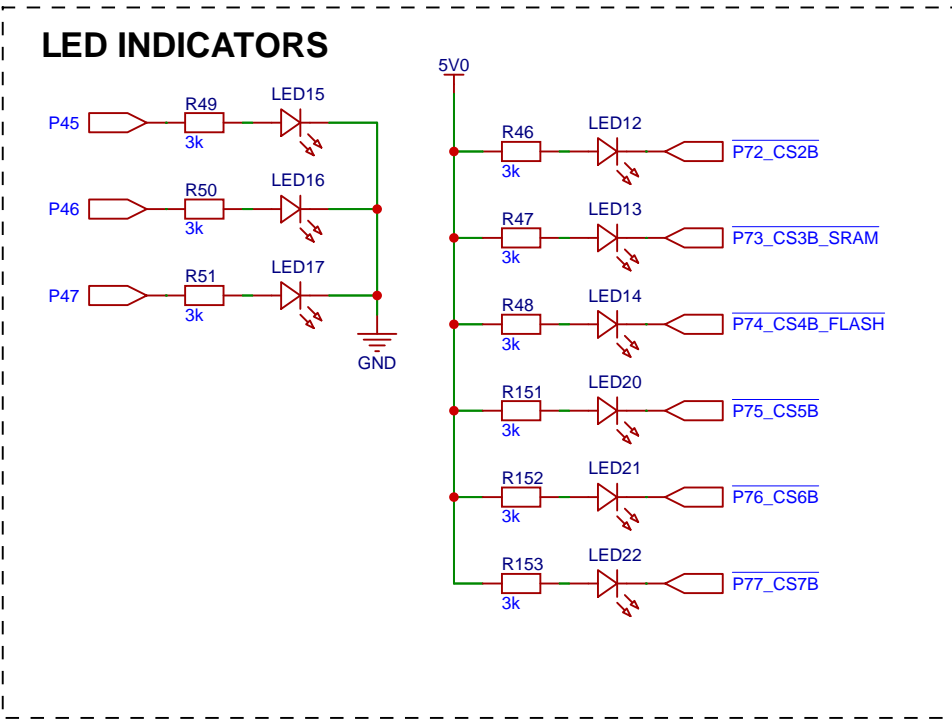 LED INDICATORS
P45
R49
3k
LED15
P46
R50
3k
LED16
P47
R51
3k
LED17
GND
5V0
R46
3k
LED12
P72_CS2B
R47
3k
LED13
P73_CS3B_SRAM
R48
3k
LED14
P74_CS4B_FLASH
R151
3k
LED20
P75_CS5B
R152
3k
LED21
P76_CS6B
R153
3k
LED22
P77_CS7B